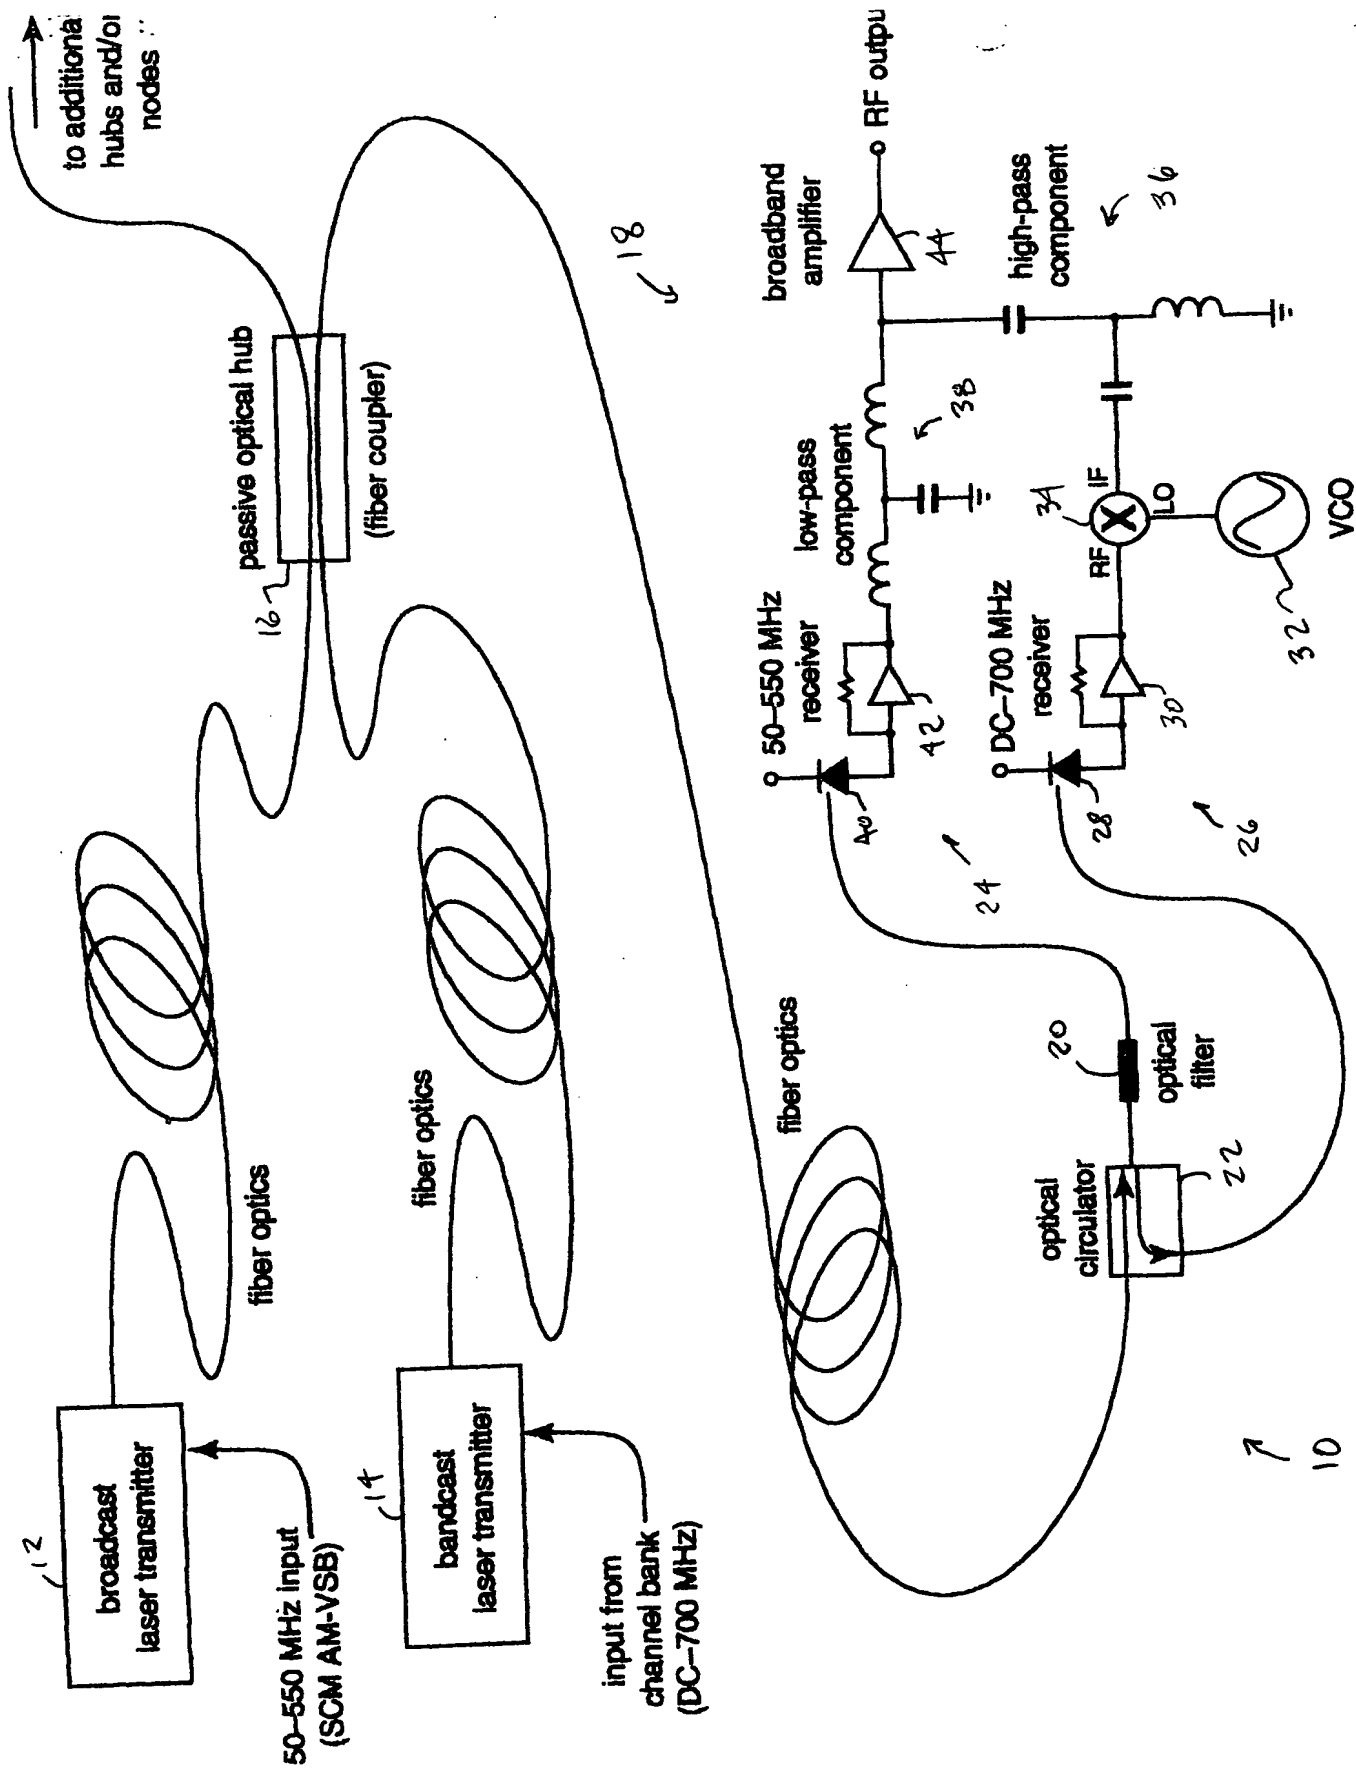 to additiona
hubs and/or
nodes
passive optical hub
16
(fiber coupler)
12
broadcast
laser transmitter
50–550 MHz input
(SCM AM-VSB)
fiber optics
14
bandcast
laser transmitter
input from
channel bank
(DC–700 MHz)
fiber optics
18
fiber optics
10
optical
circulator
22
20
optical
filter
24
26
50–550 MHz
receiver
40
42
DC–700 MHz
receiver
28
30
low-pass
component
38
34
RF
IF
LO
32
VCO
broadband
amplifier
44
RF outpu
high-pass
component
36